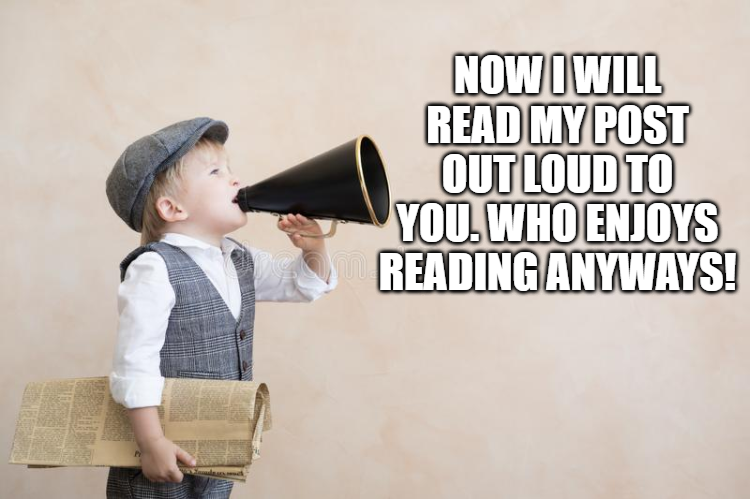 NOW I WILL
READ MY POST
OUT LOUD TO
YOU. WHO ENJOYS
READING ANYWAYS!